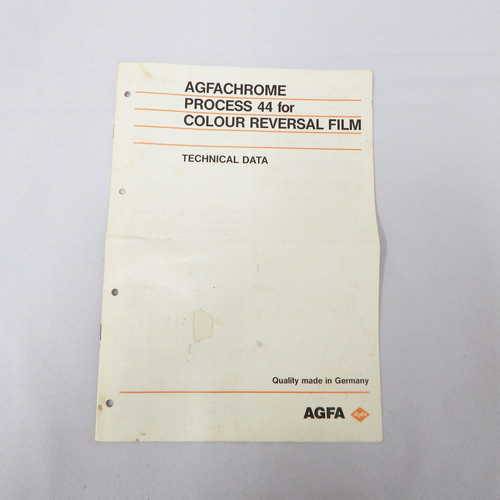 AGFACHROME
PROCESS 44 for
COLOUR REVERSAL FILM
TECHNICAL DATA
Quality made in Germany
AGFA